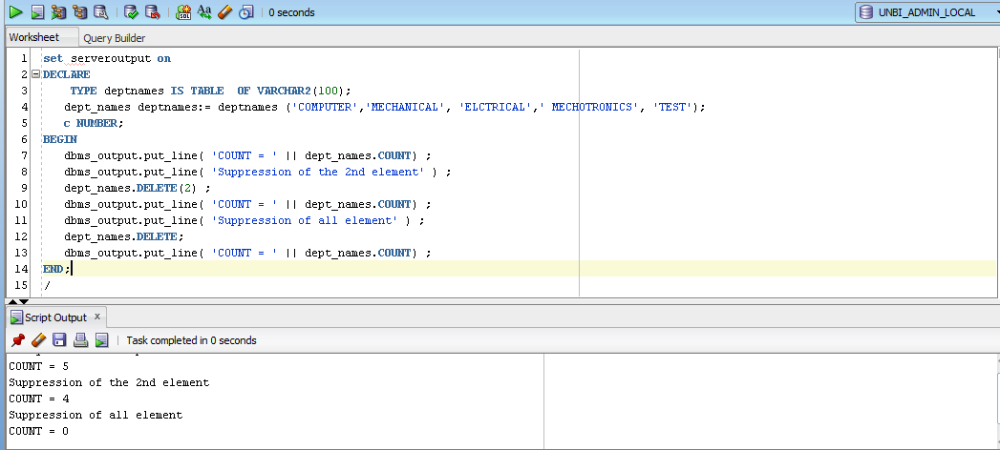 0 seconds
UNBI_ADMIN_LOCAL
Worksheet
Query Builder
1 set serveroutput on
2 DECLARE
3 TYPE deptnames IS TABLE OF VARCHAR2(100);
4 dept_names deptnames:= deptnames ('COMPUTER','MECHANICAL', 'ELCTRICAL',' MECHOTRONICS', 'TEST');
5 c NUMBER;
6 BEGIN
7 dbms_output.put_line( 'COUNT = ' || dept_names.COUNT) ;
8 dbms_output.put_line( 'Suppression of the 2nd element' ) ;
9 dept_names.DELETE(2) ;
10 dbms_output.put_line( 'COUNT = ' || dept_names.COUNT) ;
11 dbms_output.put_line( 'Suppression of all element' ) ;
12 dept_names.DELETE;
13 dbms_output.put_line( 'COUNT = ' || dept_names.COUNT) ;
14 END;
15 /
Script Output x
Task completed in 0 seconds
COUNT = 5
Suppression of the 2nd element
COUNT = 4
Suppression of all element
COUNT = 0